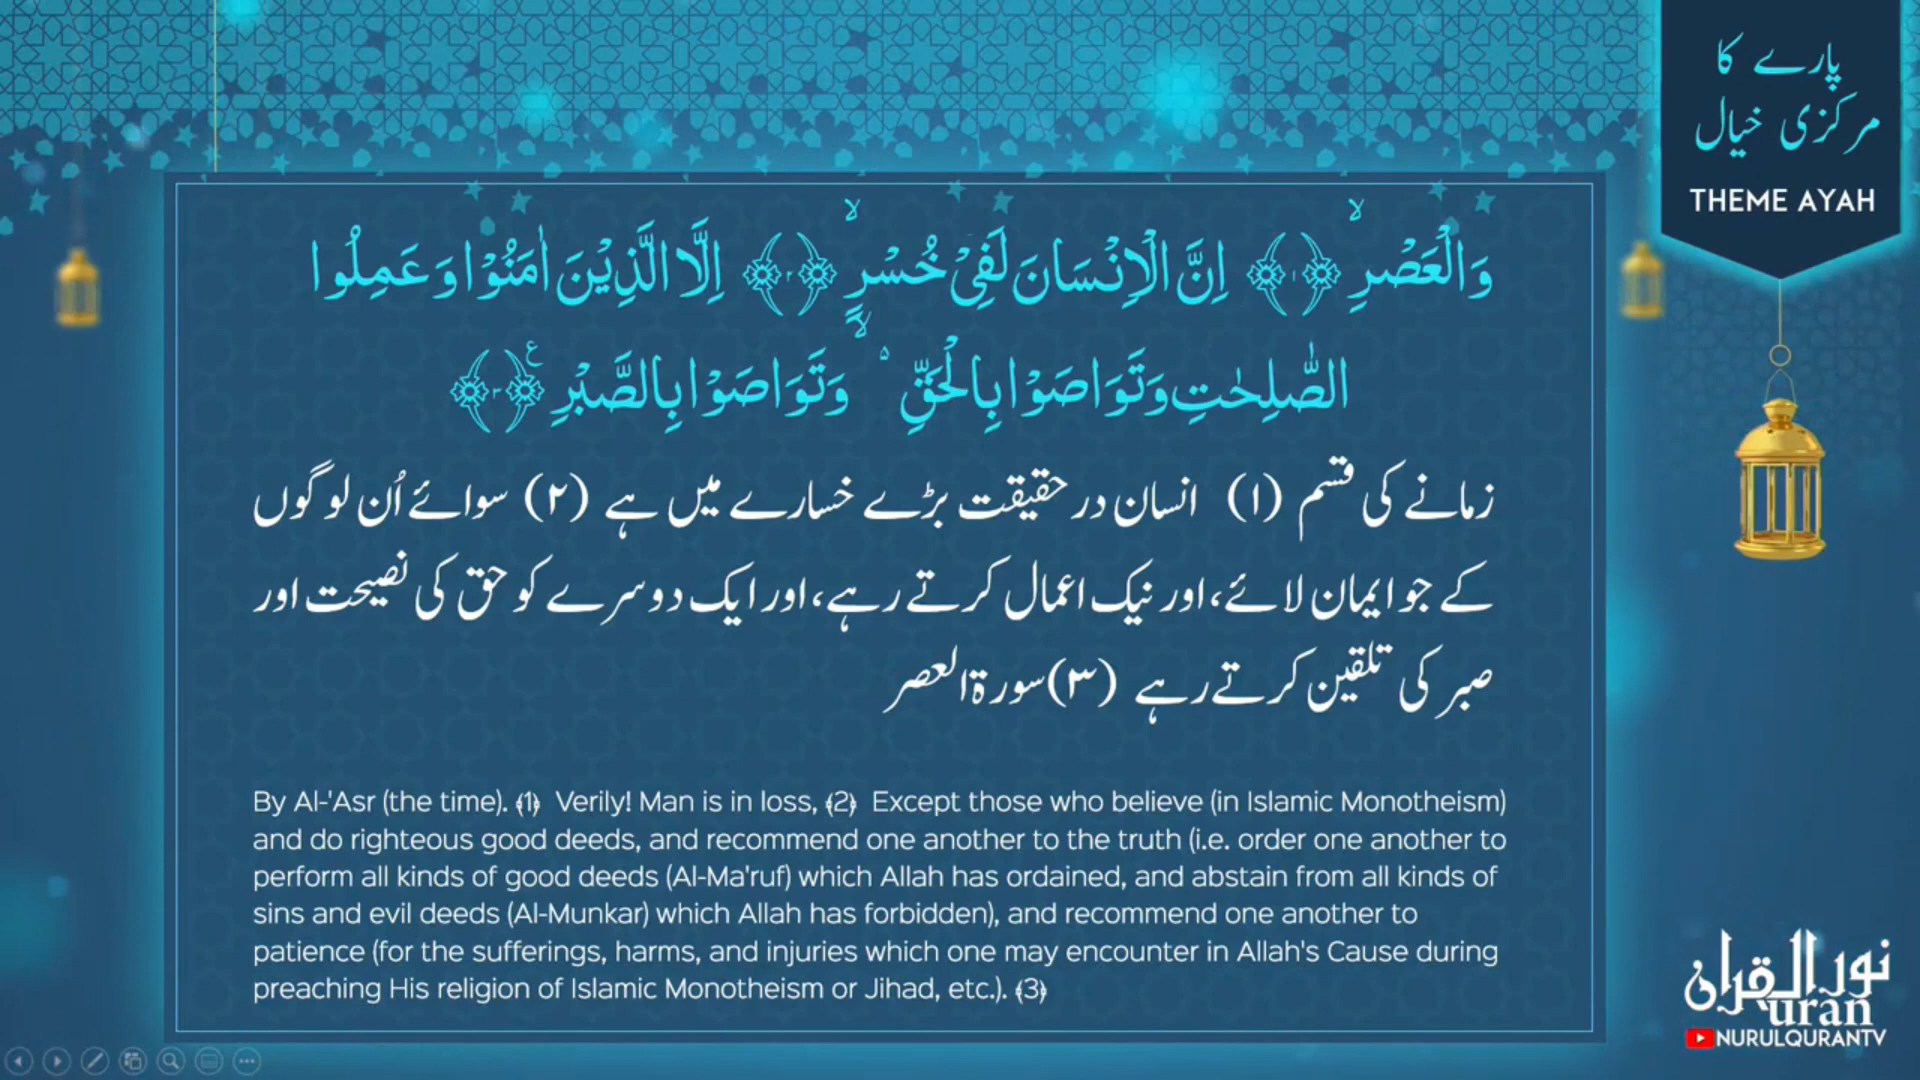 پارے کا
مرکزی خیال
THEME AYAH
وَالْعَصْرِۙ ﴿۱﴾ اِنَّ الْاِنْسَانَ لَفِیْ خُسْرٍۙ ﴿۲﴾ اِلَّا الَّذِیْنَ اٰمَنُوْا وَ عَمِلُوا
الصّٰلِحٰتِ وَتَوَاصَوْا بِالْحَقِّ ۙ۬ وَتَوَاصَوْا بِالصَّبْرِ ﴿۳﴾ع
زمانے کی قسم (۱) انسان در حقیقت بڑے خسارے میں ہے (۲) سوائے اُن لوگوں
کے جو ایمان لائے، اور نیک اعمال کرتے رہے، اور ایک دوسرے کو حق کی نصیحت اور
صبر کی تلقین کرتے رہے (۳) سورۃ العصر
By Al-'Asr (the time). ﴾1﴿ Verily! Man is in loss, ﴾2﴿ Except those who believe (in Islamic Monotheism)
and do righteous good deeds, and recommend one another to the truth (i.e. order one another to
perform all kinds of good deeds (Al-Ma'ruf) which Allah has ordained, and abstain from all kinds of
sins and evil deeds (Al-Munkar) which Allah has forbidden), and recommend one another to
patience (for the sufferings, harms, and injuries which one may encounter in Allah's Cause during
preaching His religion of Islamic Monotheism or Jihad, etc.). ﴾3﴿
نور القرآن
uran
NURULQURANTV